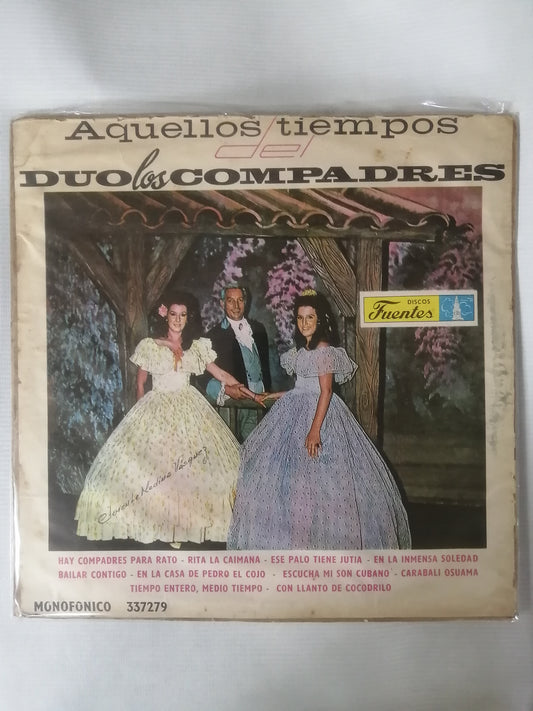 Aquellos tiempos
del
DUO los COMPADRES
DISCOS
Fuentes
Medina Vásquez
HAY COMPADRES PARA RATO - RITA LA CAIMANA - ESE PALO TIENE JUTIA - EN LA INMENSA SOLEDAD
BAILAR CONTIGO - EN LA CASA DE PEDRO EL COJO - ESCUCHA MI SON CUBANO - CARABALI OSUAMA
TIEMPO ENTERO, MEDIO TIEMPO - CON LLANTO DE COCODRILO
MONOFONICO 337279